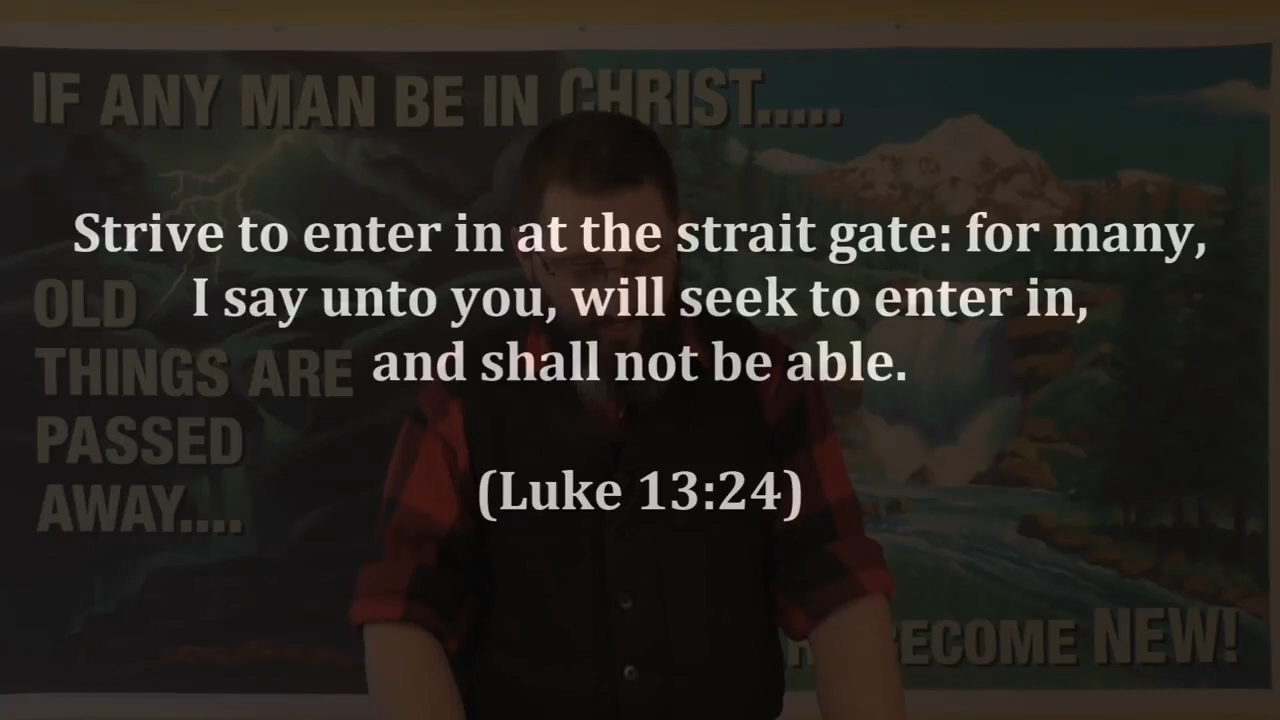 IF ANY MAN BE IN CHRIST.....
Strive to enter in at the strait gate: for many,
I say unto you, will seek to enter in,
and shall not be able.
(Luke 13:24)
OLD
THINGS ARE
PASSED
AWAY....
NEW!